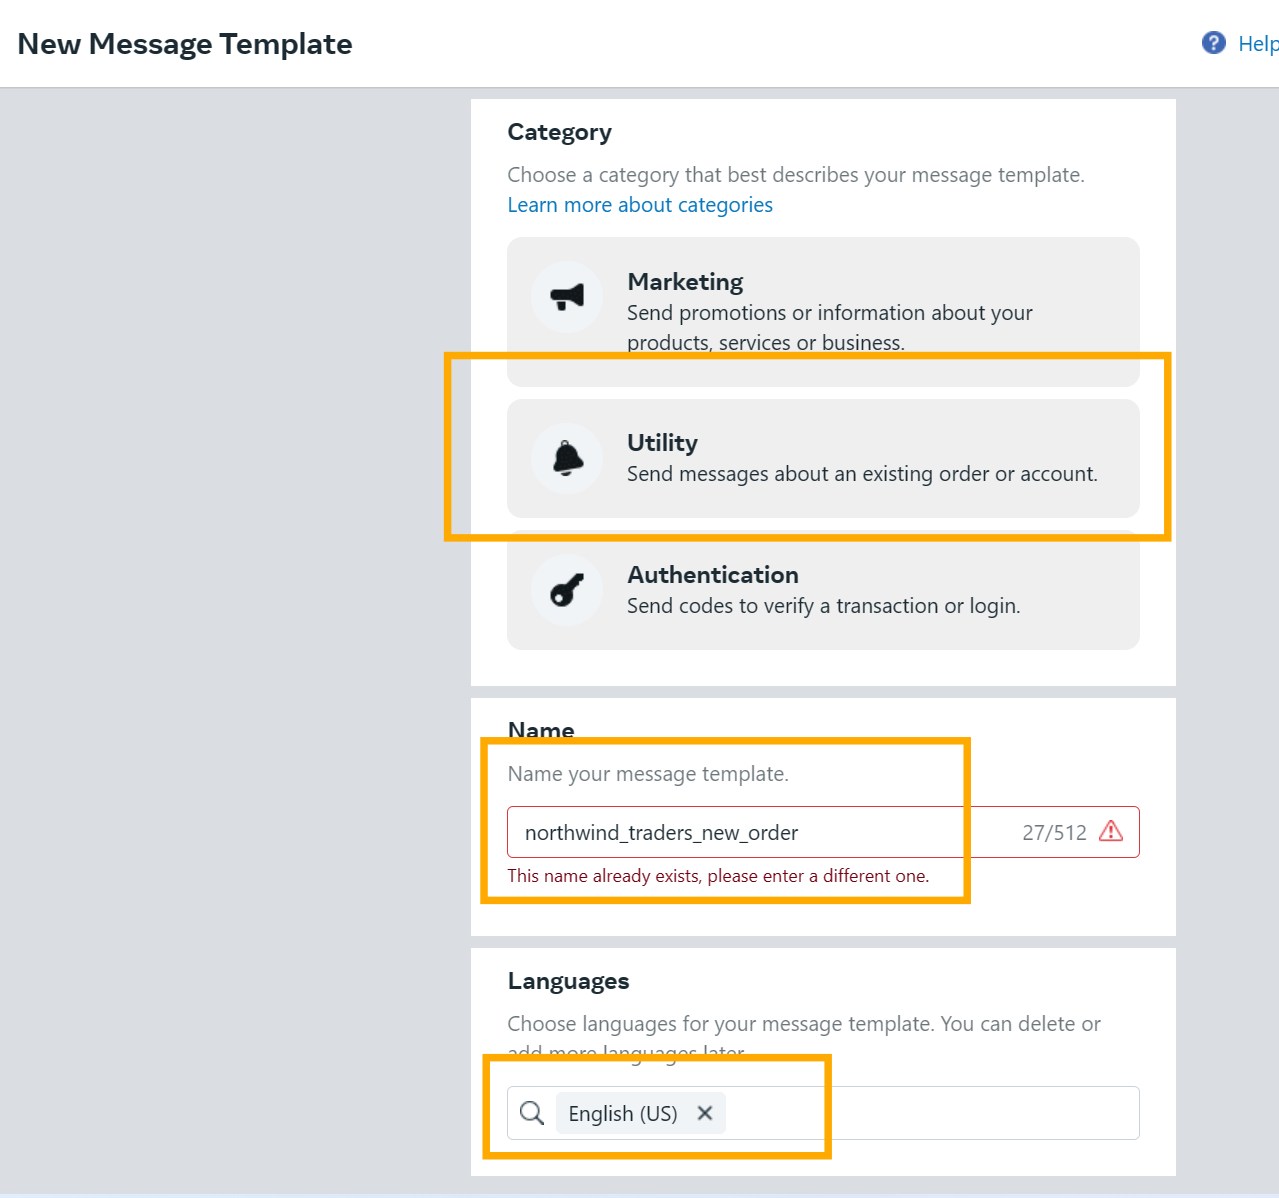 New Message Template
Help
Category
Choose a category that best describes your message template.
Learn more about categories
Marketing
Send promotions or information about your
products, services or business.
Utility
Send messages about an existing order or account.
Authentication
Send codes to verify a transaction or login.
Name
Name your message template.
northwind_traders_new_order 27/512
This name already exists, please enter a different one.
Languages
Choose languages for your message template. You can delete or
add more languages later.
English (US)